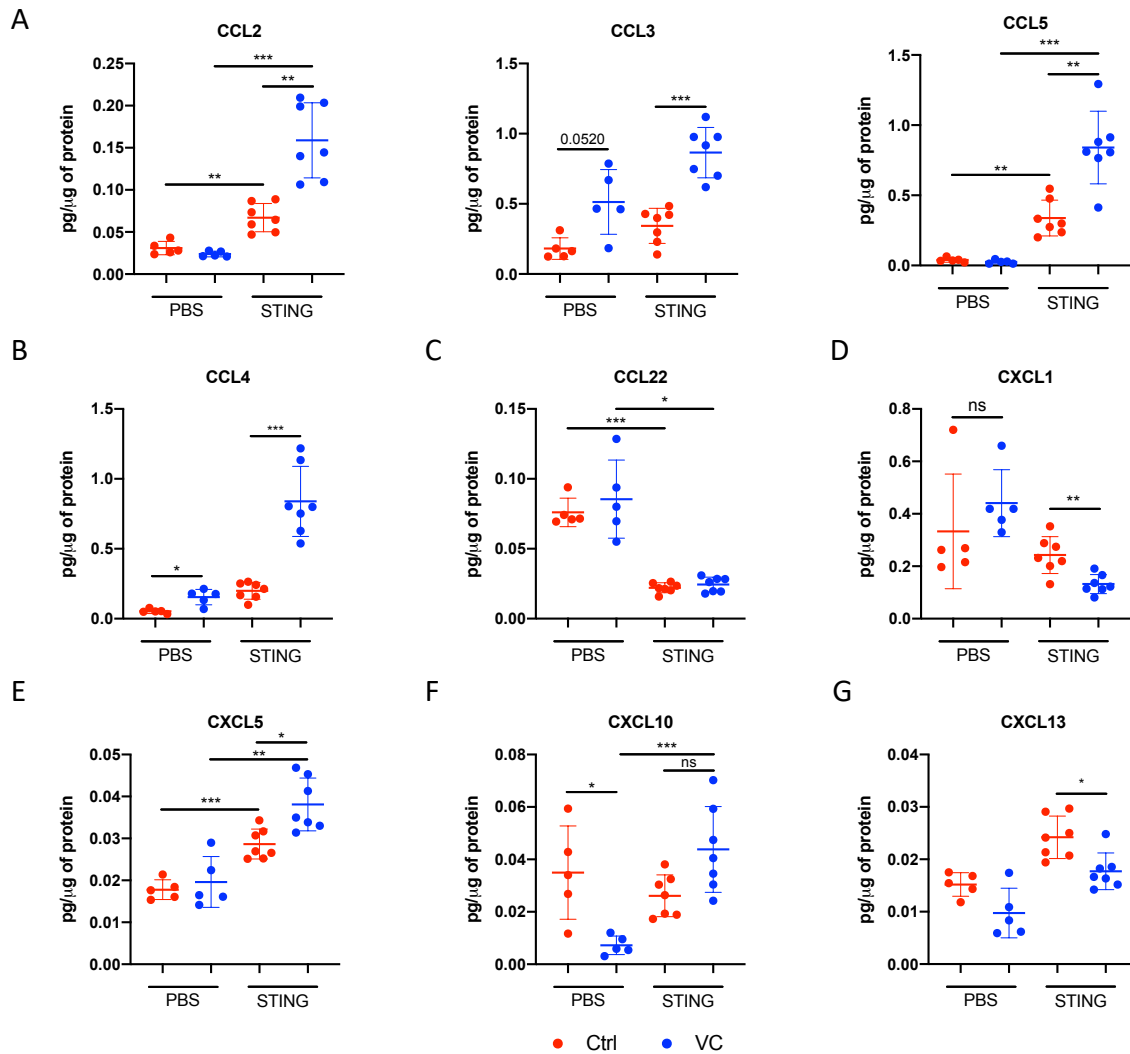 A
CCL2
pg/µg of protein
0.25
0.20
0.15
0.10
0.05
0.00
***
**
**
PBS
STING
CCL3
pg/µg of protein
1.5
1.0
0.5
0.0
0.0520
***
PBS
STING
CCL5
pg/µg of protein
1.5
1.0
0.5
0.0
***
**
**
PBS
STING
B
CCL4
pg/µg of protein
1.5
1.0
0.5
0.0
***
*
PBS
STING
C
CCL22
pg/µg of protein
0.15
0.10
0.05
0.00
*
***
PBS
STING
D
CXCL1
pg/µg of protein
0.8
0.6
0.4
0.2
0.0
ns
**
PBS
STING
E
CXCL5
pg/µg of protein
0.05
0.04
0.03
0.02
0.01
0.00
*
**
***
PBS
STING
F
CXCL10
pg/µg of protein
0.08
0.06
0.04
0.02
0.00
***
ns
*
PBS
STING
G
CXCL13
pg/µg of protein
0.04
0.03
0.02
0.01
0.00
*
PBS
STING
Ctrl
VC